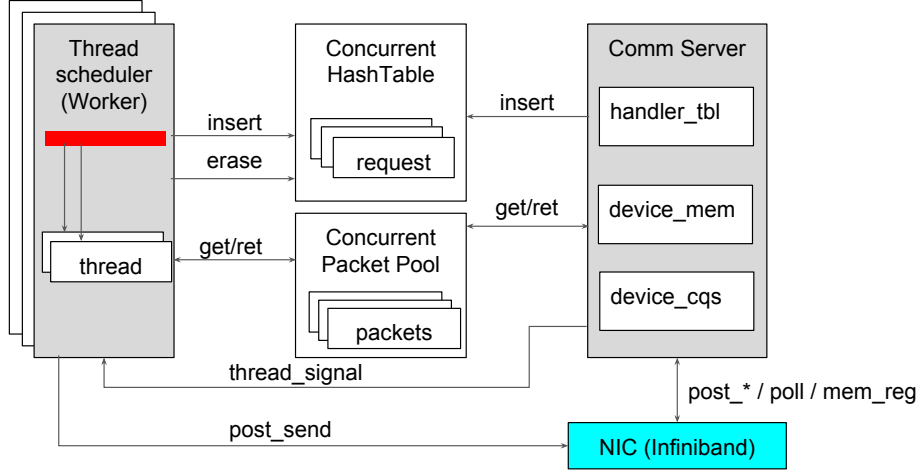 Thread
scheduler
(Worker)
thread
insert
erase
get/ret
Concurrent
HashTable
request
Concurrent
Packet Pool
packets
insert
get/ret
Comm Server
handler_tbl
device_mem
device_cqs
thread_signal
post_send
post_* / poll / mem_reg
NIC (Infiniband)